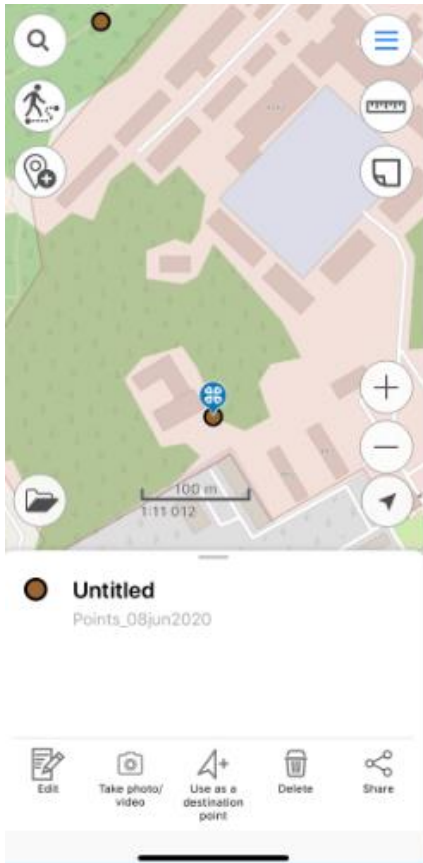 100 m
1:11 012
Untitled
Points_08jun2020
Edit
Take photo/
video
Use as a
destination
point
Delete
Share